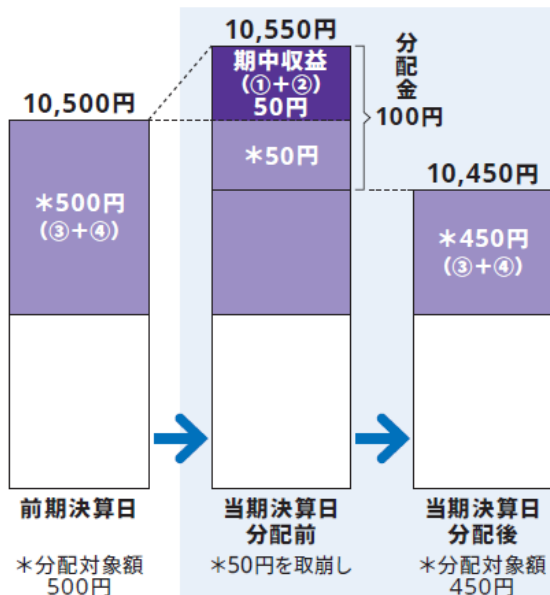 10,500円
＊500円
（③＋④）
前期決算日
＊分配対象額
500円
10,550円
期中収益
（①＋②）
50円
＊50円
分配金
100円
当期決算日
分配前
＊50円を取崩し
10,450円
＊450円
（③＋④）
当期決算日
分配後
＊分配対象額
450円